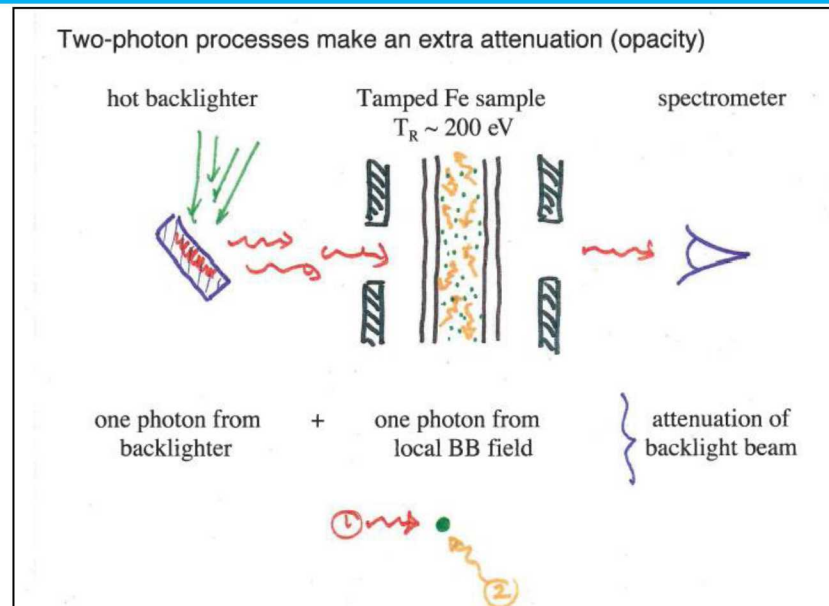 Two-photon processes make an extra attenuation (opacity)
hot backlighter
Tamped Fe sample
T_R ~ 200 eV
spectrometer
one photon from
backlighter
+
one photon from
local BB field
attenuation of
backlight beam
1
2